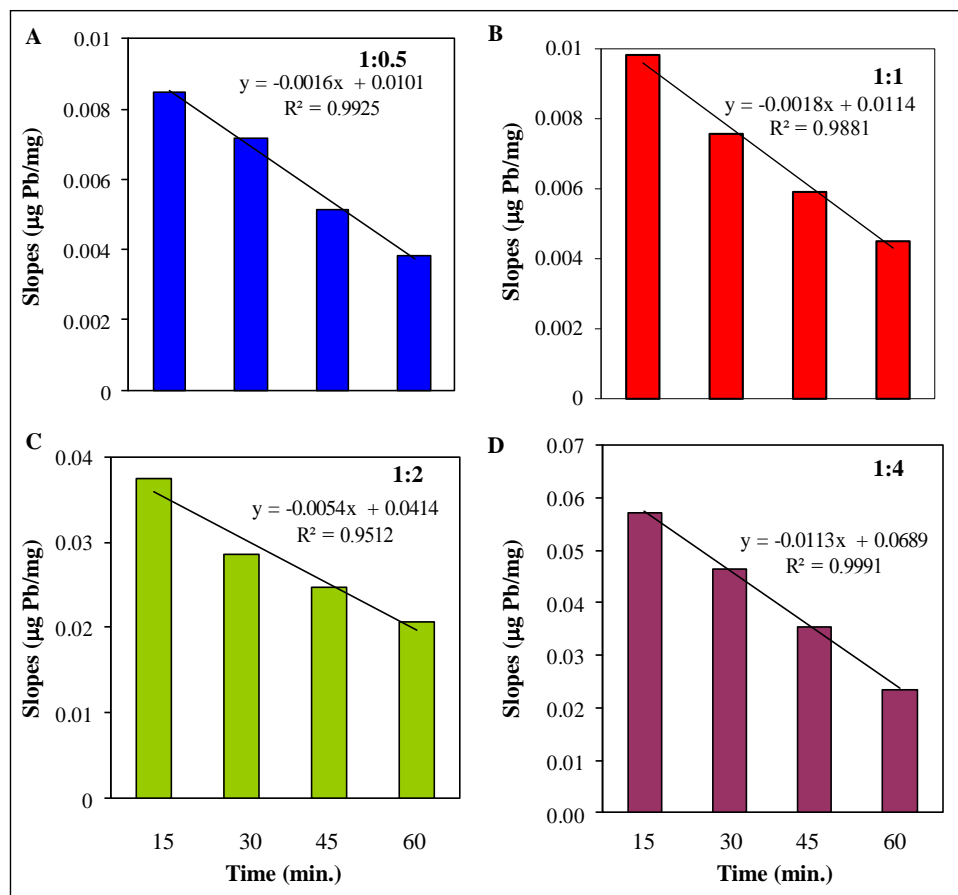 A
1:0.5
y = -0.0016x + 0.0101
R² = 0.9925
0.01
0.008
0.006
0.004
0.002
0
Slopes (µg Pb/mg)
B
1:1
y = -0.0018x + 0.0114
R² = 0.9881
0.01
0.008
0.006
0.004
0.002
0
Slopes (µg Pb/mg)
C
1:2
y = -0.0054x + 0.0414
R² = 0.9512
0.04
0.03
0.02
0.01
0
Slopes (µg Pb/mg)
15 30 45 60
Time (min.)
D
1:4
y = -0.0113x + 0.0689
R² = 0.9991
0.07
0.06
0.05
0.04
0.03
0.02
0.01
0.00
Slopes (µg Pb/mg)
15 30 45 60
Time (min.)